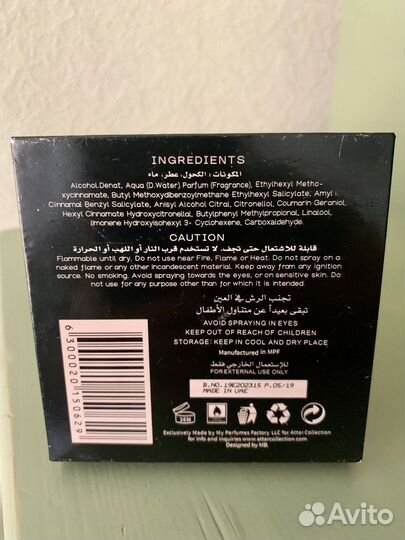 INGREDIENTS
المكونات: الكحول, عطر, ماء
Alcohol.Denat, Aqua (D.Water) Parfum (Fragrance), Ethylhexyl Metho-
xycinnamate, Butyl Methoxydbenzoylmethane Ethylhexyl Salicylate, Amyl
Cinnamal Benzyl Salicylate, Anisyl Alcohol Citral, Citronellol, Coumarin Geraniol,
Hexyl Cinnamate Hydroxycitronellal, Butylphenyl Methylpropional, Linalool,
limonene Hydroxyisohexyl 3- Cyclohexene, Carboxaldehyde.
CAUTION
قابلة للاشتعال حتى تجف، لا تستخدم قرب النار أو اللهب أو الحرارة
Flammable until dry. Do not use near Fire, Flame or Heat. Do not spray on a
naked flame or any other incandescent material. Keep away from any ignition
source. No smoking. Avoid spraying towards the eyes, or on sensitive skin. Do
not use for any purpose other than for which it is intended.
تجنب الرش في العين
تبقى بعيداً عن متناول الأطفال
AVOID SPRAYING IN EYES
KEEP OUT OF REACH OF CHILDREN
STORAGE: KEEP IN COOL AND DRY PLACE
Manufactured in MPF
للإستعمال الخارجي فقط
FOR EXTERNAL USE ONLY
B.NO. 19E202315 P.05/19
MADE IN UAE
6 300020 150629
36M
Exclusively Made by My Perfumes Factory LLC for Attar Collection
for info and inquiries www.attarcollection.com
Designed by MB.
Avito